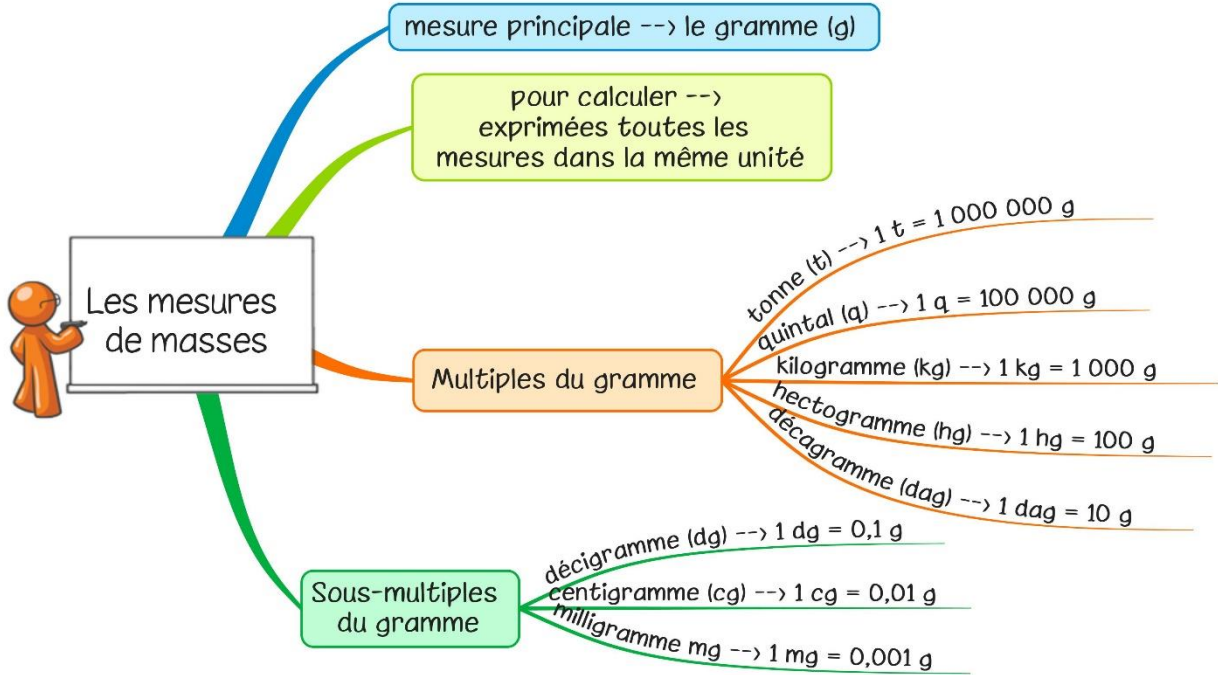 mesure principale --> le gramme (g)
pour calculer -->
exprimées toutes les
mesures dans la même unité
Les mesures
de masses
Multiples du gramme
tonne (t) --> 1 t = 1 000 000 g
quintal (q) --> 1 q = 100 000 g
kilogramme (kg) --> 1 kg = 1 000 g
hectogramme (hg) --> 1 hg = 100 g
décagramme (dag) --> 1 dag = 10 g
Sous-multiples
du gramme
décigramme (dg) --> 1 dg = 0,1 g
centigramme (cg) --> 1 cg = 0,01 g
milligramme mg --> 1 mg = 0,001 g